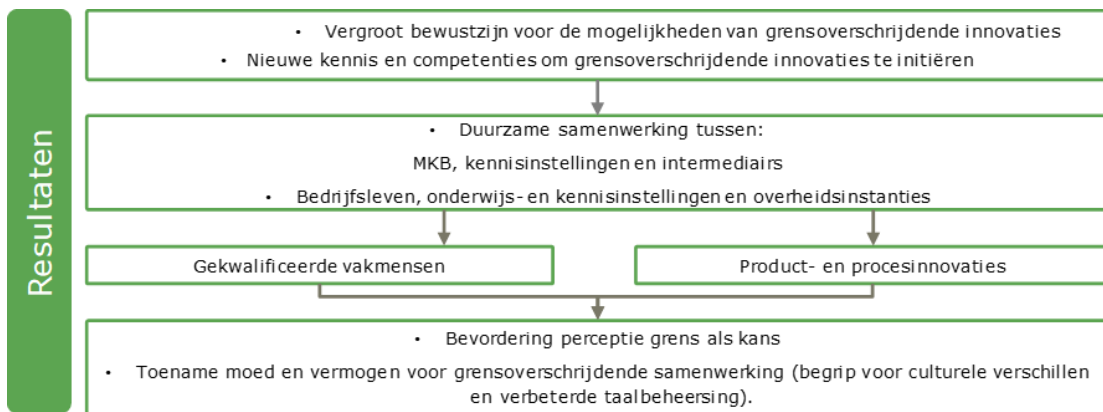 Resultaten
• Vergroot bewustzijn voor de mogelijkheden van grensoverschrijdende innovaties
• Nieuwe kennis en competenties om grensoverschrijdende innovaties te initiëren
• Duurzame samenwerking tussen:
MKB, kennisinstellingen en intermediairs
• Bedrijfsleven, onderwijs- en kennisinstellingen en overheidsinstanties
Gekwalificeerde vakmensen
Product- en procesinnovaties
• Bevordering perceptie grens als kans
• Toename moed en vermogen voor grensoverschrijdende samenwerking (begrip voor culturele verschillen
en verbeterde taalbeheersing).